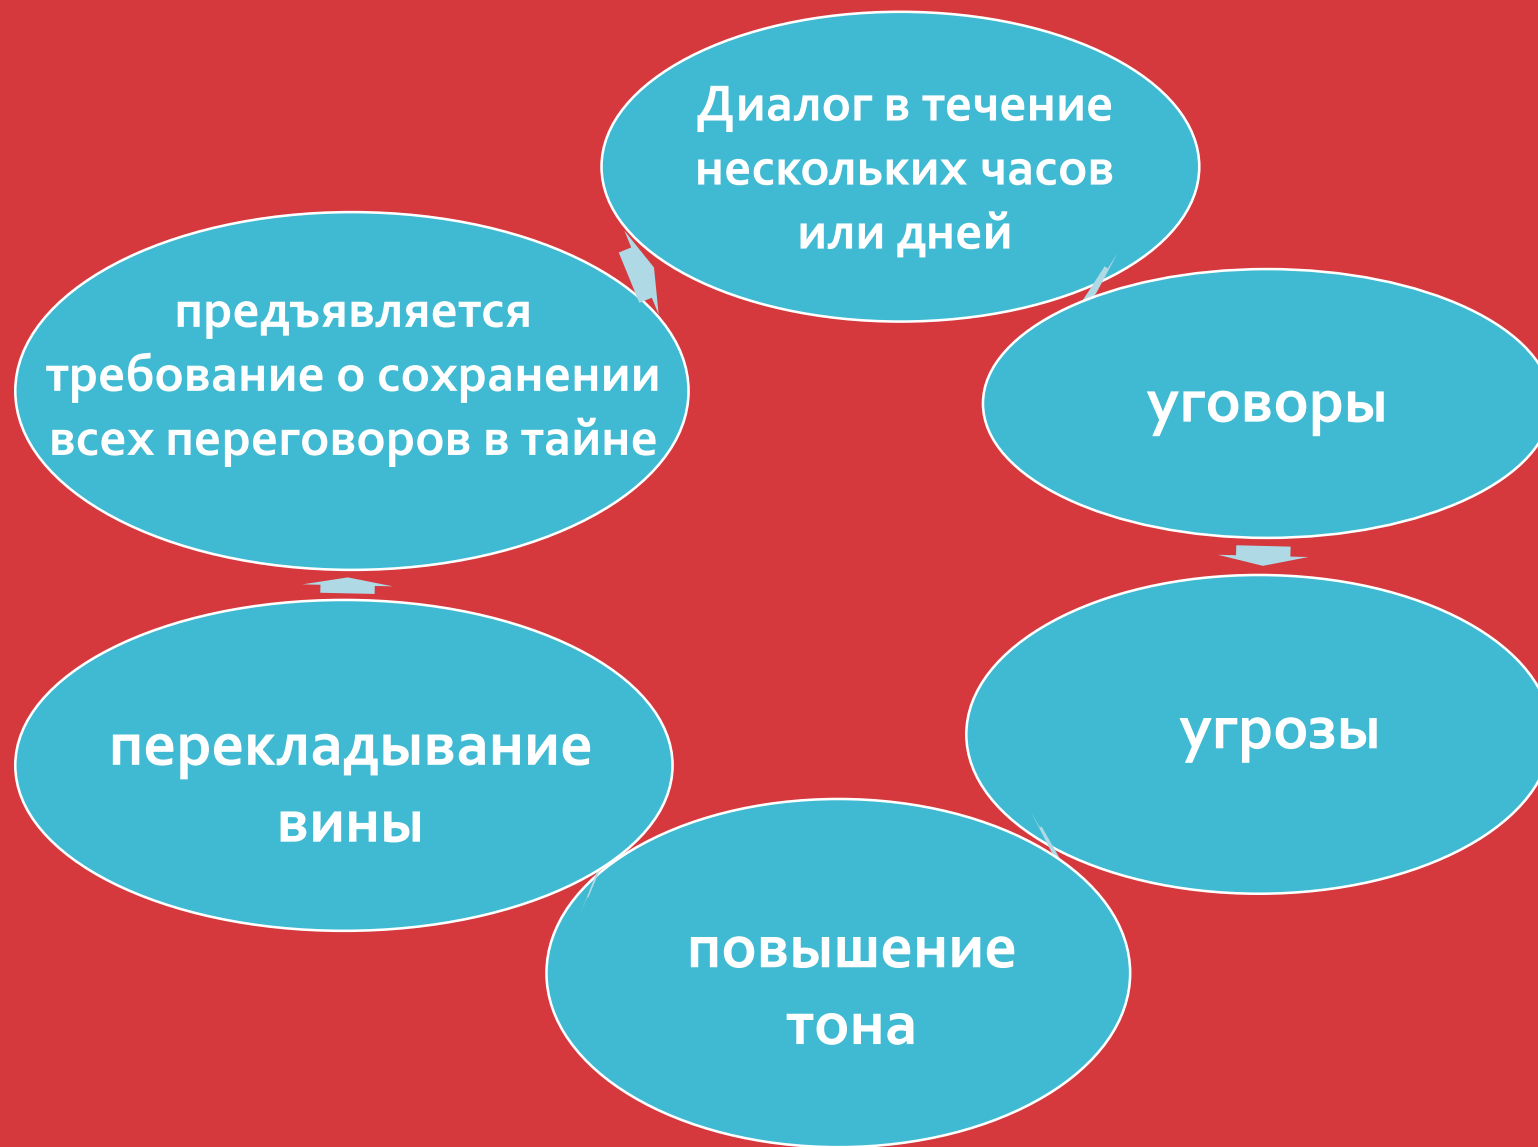 Диалог в течение
нескольких часов
или дней
уговоры
угрозы
повышение
тона
перекладывание
вины
предъявляется
требование о сохранении
всех переговоров в тайне